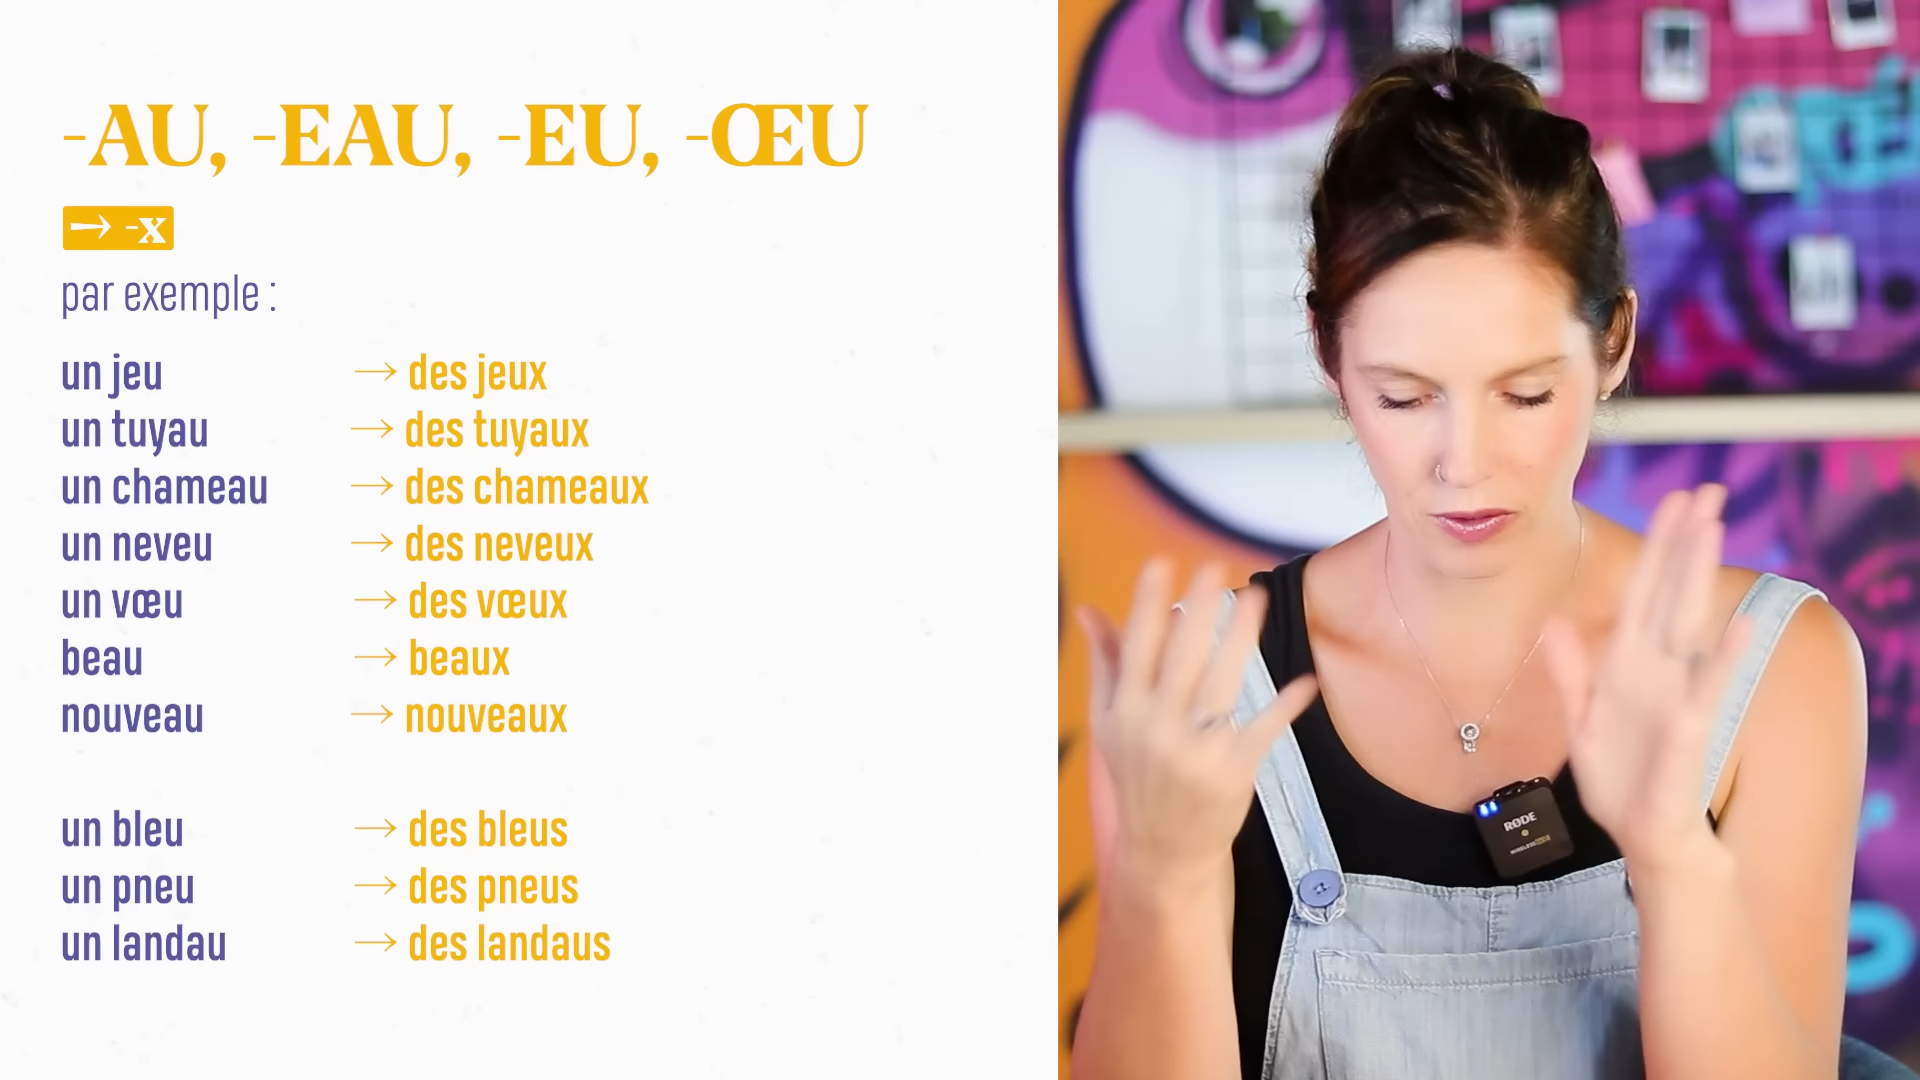 -AU, -EAU, -EU, -ŒU
→ -x
par exemple :
un jeu → des jeux
un tuyau → des tuyaux
un chameau → des chameaux
un neveu → des neveux
un vœu → des vœux
beau → beaux
nouveau → nouveaux
un bleu → des bleus
un pneu → des pneus
un landau → des landaus
RØDE